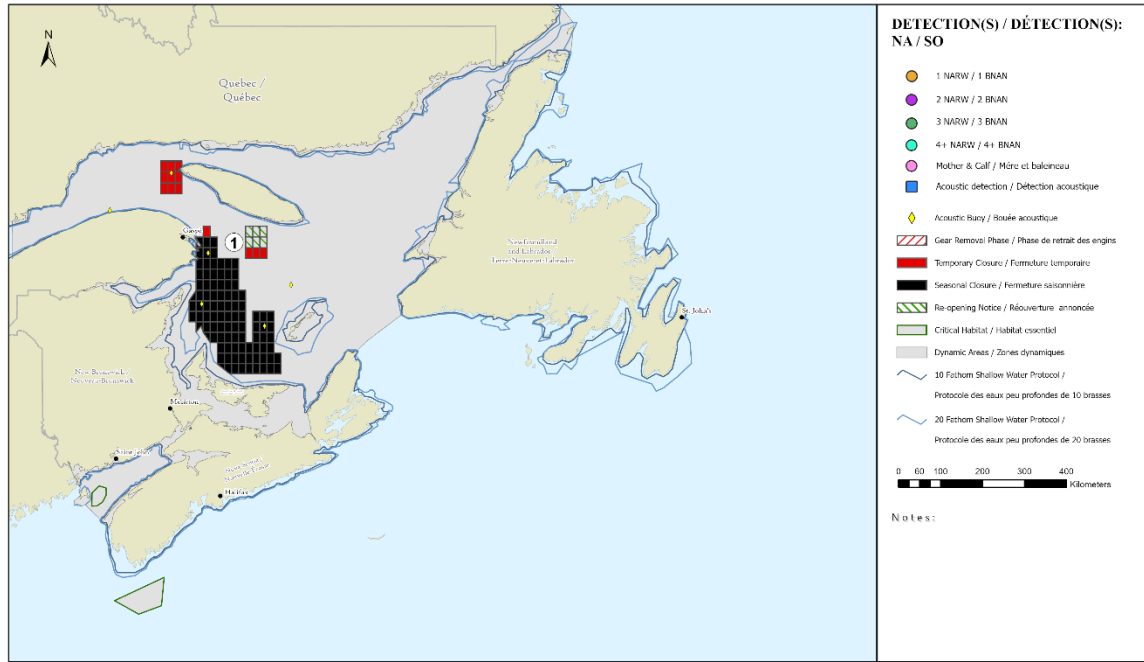 N
Quebec /
Québec
Gaspé
1
Newfoundland
and Labrador
Terre-Neuve-et-Labrador
St. John's
New Brunswick /
Nouveau-Brunswick
Moncton
Saint John
Nova Scotia /
Nouvelle-Écosse
Halifax
DETECTION(S) / DÉTECTION(S):
NA / SO
1 NARW / 1 BNAN
2 NARW / 2 BNAN
3 NARW / 3 BNAN
4+ NARW / 4+ BNAN
Mother & Calf / Mére et baleineau
Acoustic detection / Détection acoustique
Acoustic Buoy / Bouée acoustique
Gear Removal Phase / Phase de retrait des engins
Temporary Closure / Fermeture temporaire
Seasonal Closure / Fermeture saisonnière
Re-opening Notice / Réouverture annoncée
Critical Habitat / Habitat essentiel
Dynamic Areas / Zones dynamiques
10 Fathom Shallow Water Protocol /
Protocole des eaux peu profondes de 10 brasses
20 Fathom Shallow Water Protocol /
Protocole des eaux peu profondes de 20 brasses
0 60 100 200 300 400
Kilometers
Notes: